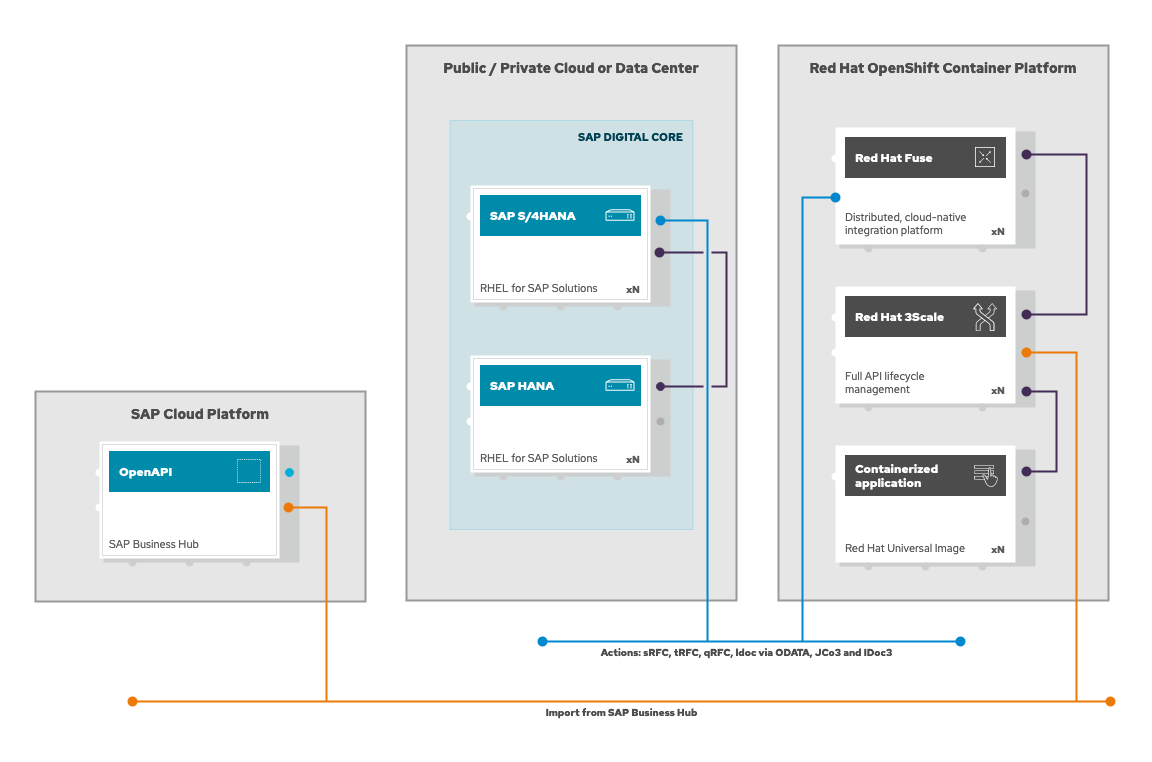 Public / Private Cloud or Data Center
SAP DIGITAL CORE
SAP S/4HANA
RHEL for SAP Solutions
xN
SAP HANA
RHEL for SAP Solutions
xN
Red Hat OpenShift Container Platform
Red Hat Fuse
Distributed, cloud-native
integration platform
xN
Red Hat 3Scale
Full API lifecycle
management
xN
Containerized
application
Red Hat Universal Image
xN
SAP Cloud Platform
OpenAPI
SAP Business Hub
Actions: sRFC, tRFC, qRFC, Idoc via ODATA, JCo3 and IDoc3
Import from SAP Business Hub